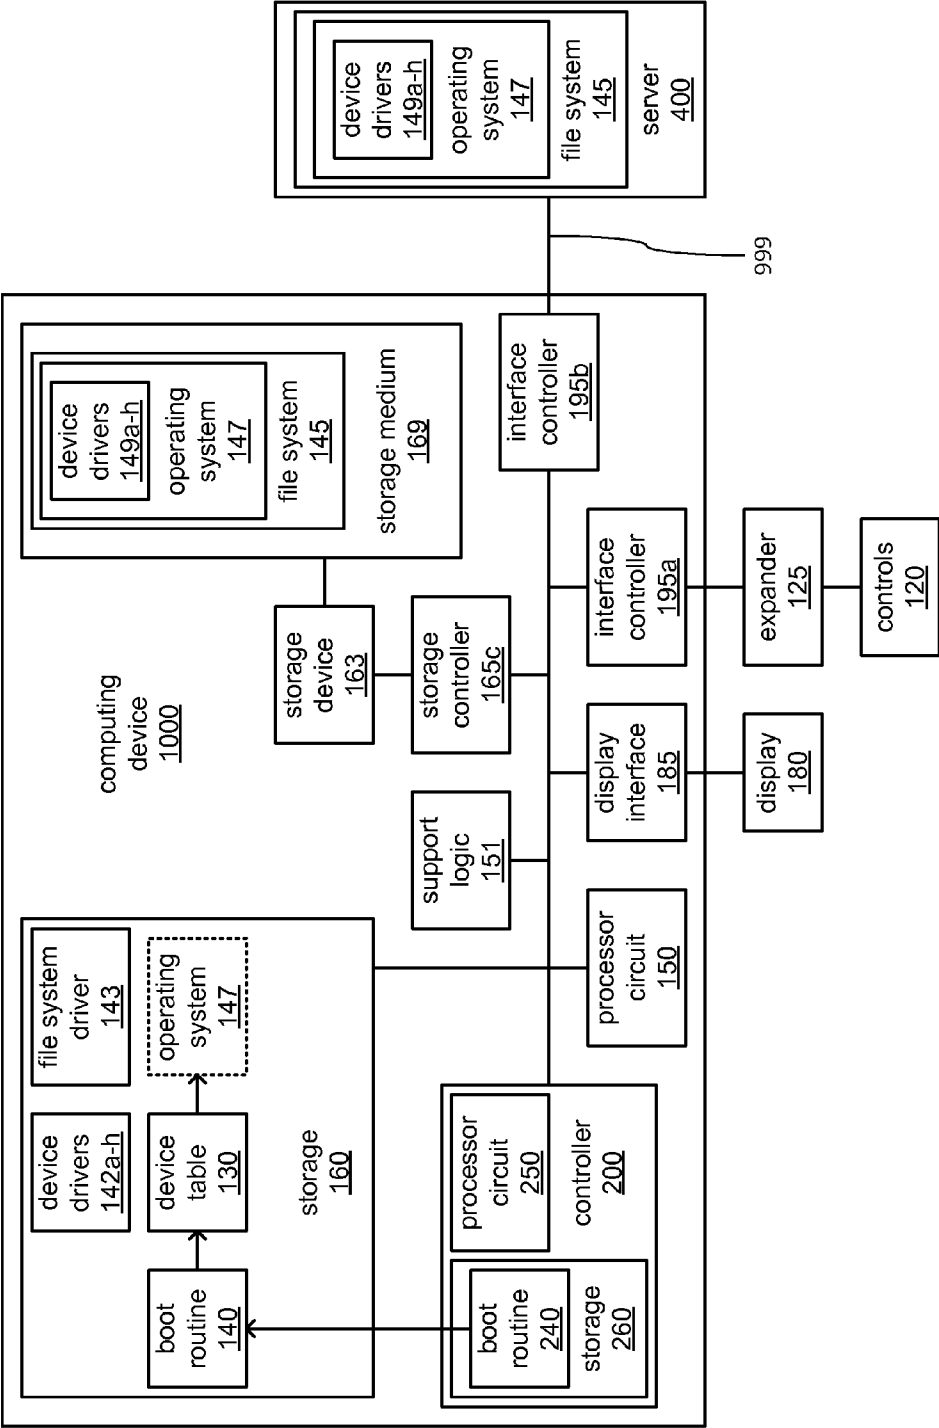 computing
device
1000
device
drivers
142a-h
file system
driver
143
boot
routine
140
device
table
130
operating
system
147
storage
160
device
drivers
149a-h
operating
system
147
file system
145
storage medium
169
storage
device
163
support
logic
151
storage
controller
165c
boot
routine
240
storage
260
processor
circuit
250
controller
200
processor
circuit
150
display
interface
185
interface
controller
195a
interface
controller
195b
display
180
expander
125
controls
120
999
device
drivers
149a-h
operating
system
147
file system
145
server
400